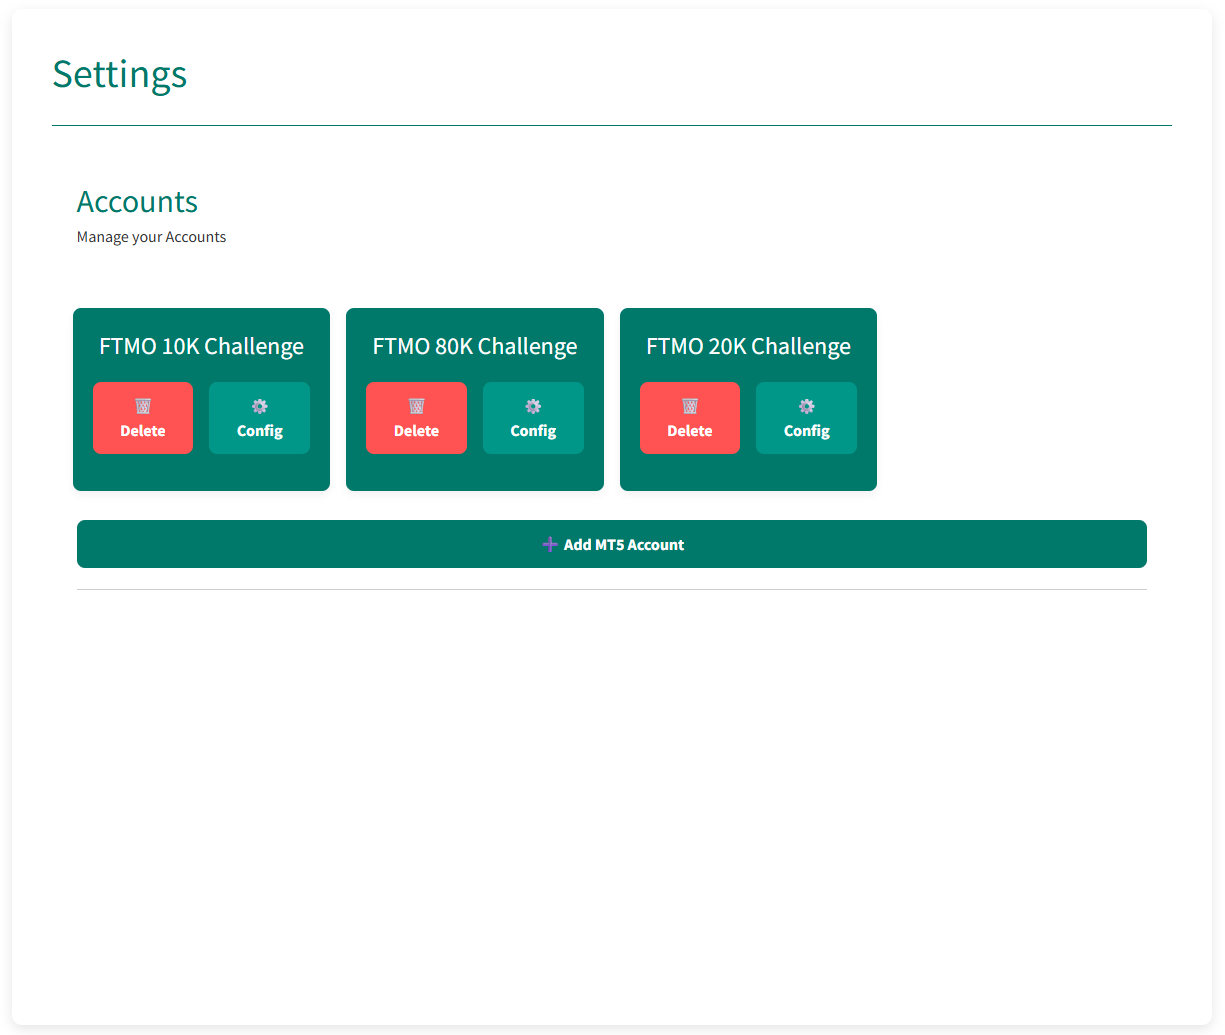 Settings
Accounts
Manage your Accounts
FTMO 10K Challenge
Delete
Config
FTMO 80K Challenge
Delete
Config
FTMO 20K Challenge
Delete
Config
➕ Add MT5 Account